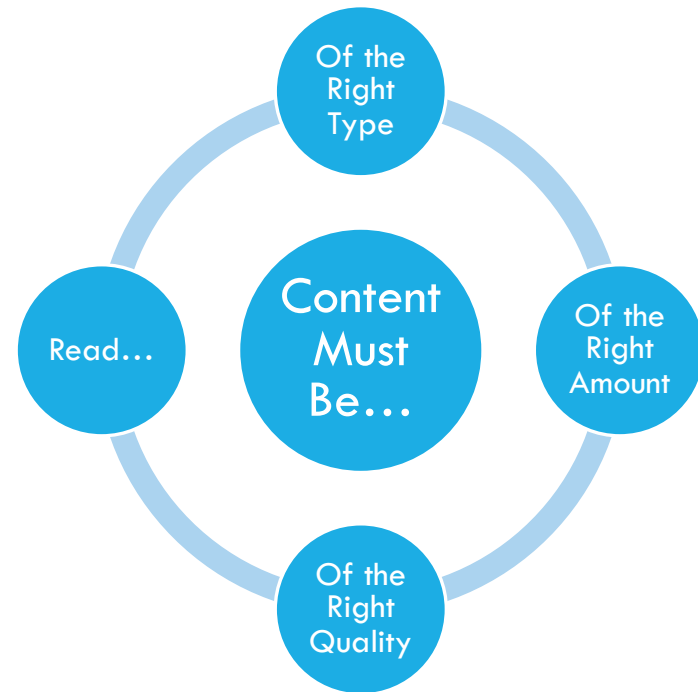 Of the
Right
Type
Content
Must
Be…
Of the
Right
Amount
Of the
Right
Quality
Read…